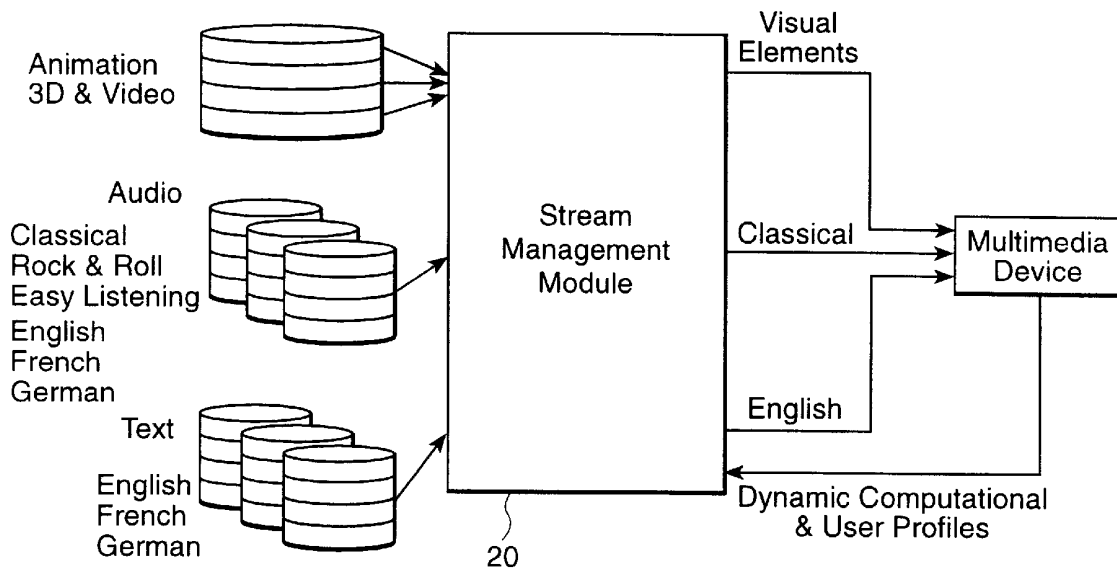 Animation
3D & Video
Audio
Classical
Rock & Roll
Easy Listening
English
French
German
Text
English
French
German
Stream
Management
Module
20
Visual
Elements
Classical
English
Multimedia
Device
Dynamic Computational
& User Profiles